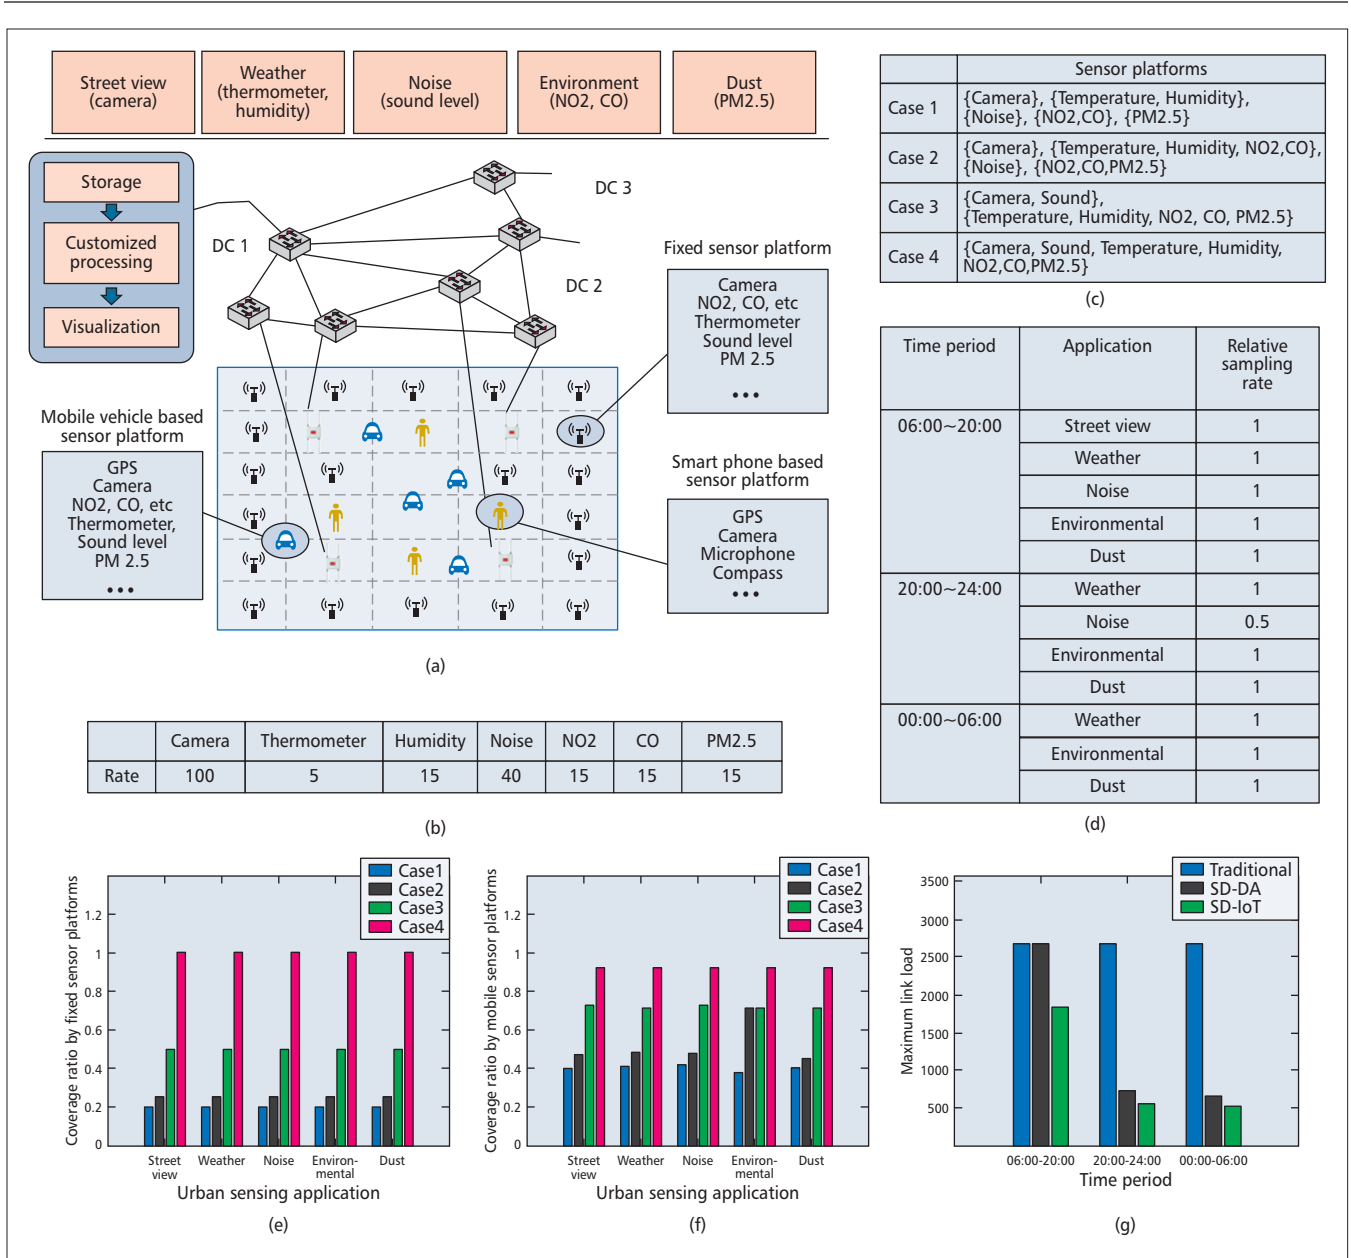 Street view
(camera)
Weather
(thermometer,
humidity)
Noise
(sound level)
Environment
(NO2, CO)
Dust
(PM2.5)
Storage
Customized
processing
Visualization
DC 1
DC 3
DC 2
Fixed sensor platform
Camera
NO2, CO, etc
Thermometer
Sound level
PM 2.5
•••
Mobile vehicle based
sensor platform
GPS
Camera
NO2, CO, etc
Thermometer,
Sound level
PM 2.5
•••
Smart phone based
sensor platform
GPS
Camera
Microphone
Compass
•••
(a)
Camera Thermometer Humidity Noise NO2 CO PM2.5
Rate 100 5 15 40 15 15 15
(b)
Sensor platforms
Case 1
{Camera}, {Temperature, Humidity},
{Noise}, {NO2,CO}, {PM2.5}
Case 2
{Camera}, {Temperature, Humidity, NO2,CO},
{Noise}, {NO2,CO,PM2.5}
Case 3
{Camera, Sound},
{Temperature, Humidity, NO2, CO, PM2.5}
Case 4
{Camera, Sound, Temperature, Humidity,
NO2,CO,PM2.5}
(c)
Time period Application Relative
sampling
rate
06:00~20:00 Street view 1
Weather 1
Noise 1
Environmental 1
Dust 1
20:00~24:00 Weather 1
Noise 0.5
Environmental 1
Dust 1
00:00~06:00 Weather 1
Environmental 1
Dust 1
(d)
Coverage ratio by fixed sensor platforms
Case1
Case2
Case3
Case4
1.2
1
0.8
0.6
0.4
0.2
0
Street
view
Weather
Noise
Environ-
mental
Dust
Urban sensing application
(e)
Coverage ratio by mobile sensor platforms
Case1
Case2
Case3
Case4
1.2
1
0.8
0.6
0.4
0.2
0
Street
view
Weather
Noise
Environ-
mental
Dust
Urban sensing application
(f)
Maximum link load
Traditional
SD-DA
SD-IoT
3500
3000
2500
2000
1500
1000
500
06:00-20:00 20:00-24:00 00:00-06:00
Time period
(g)